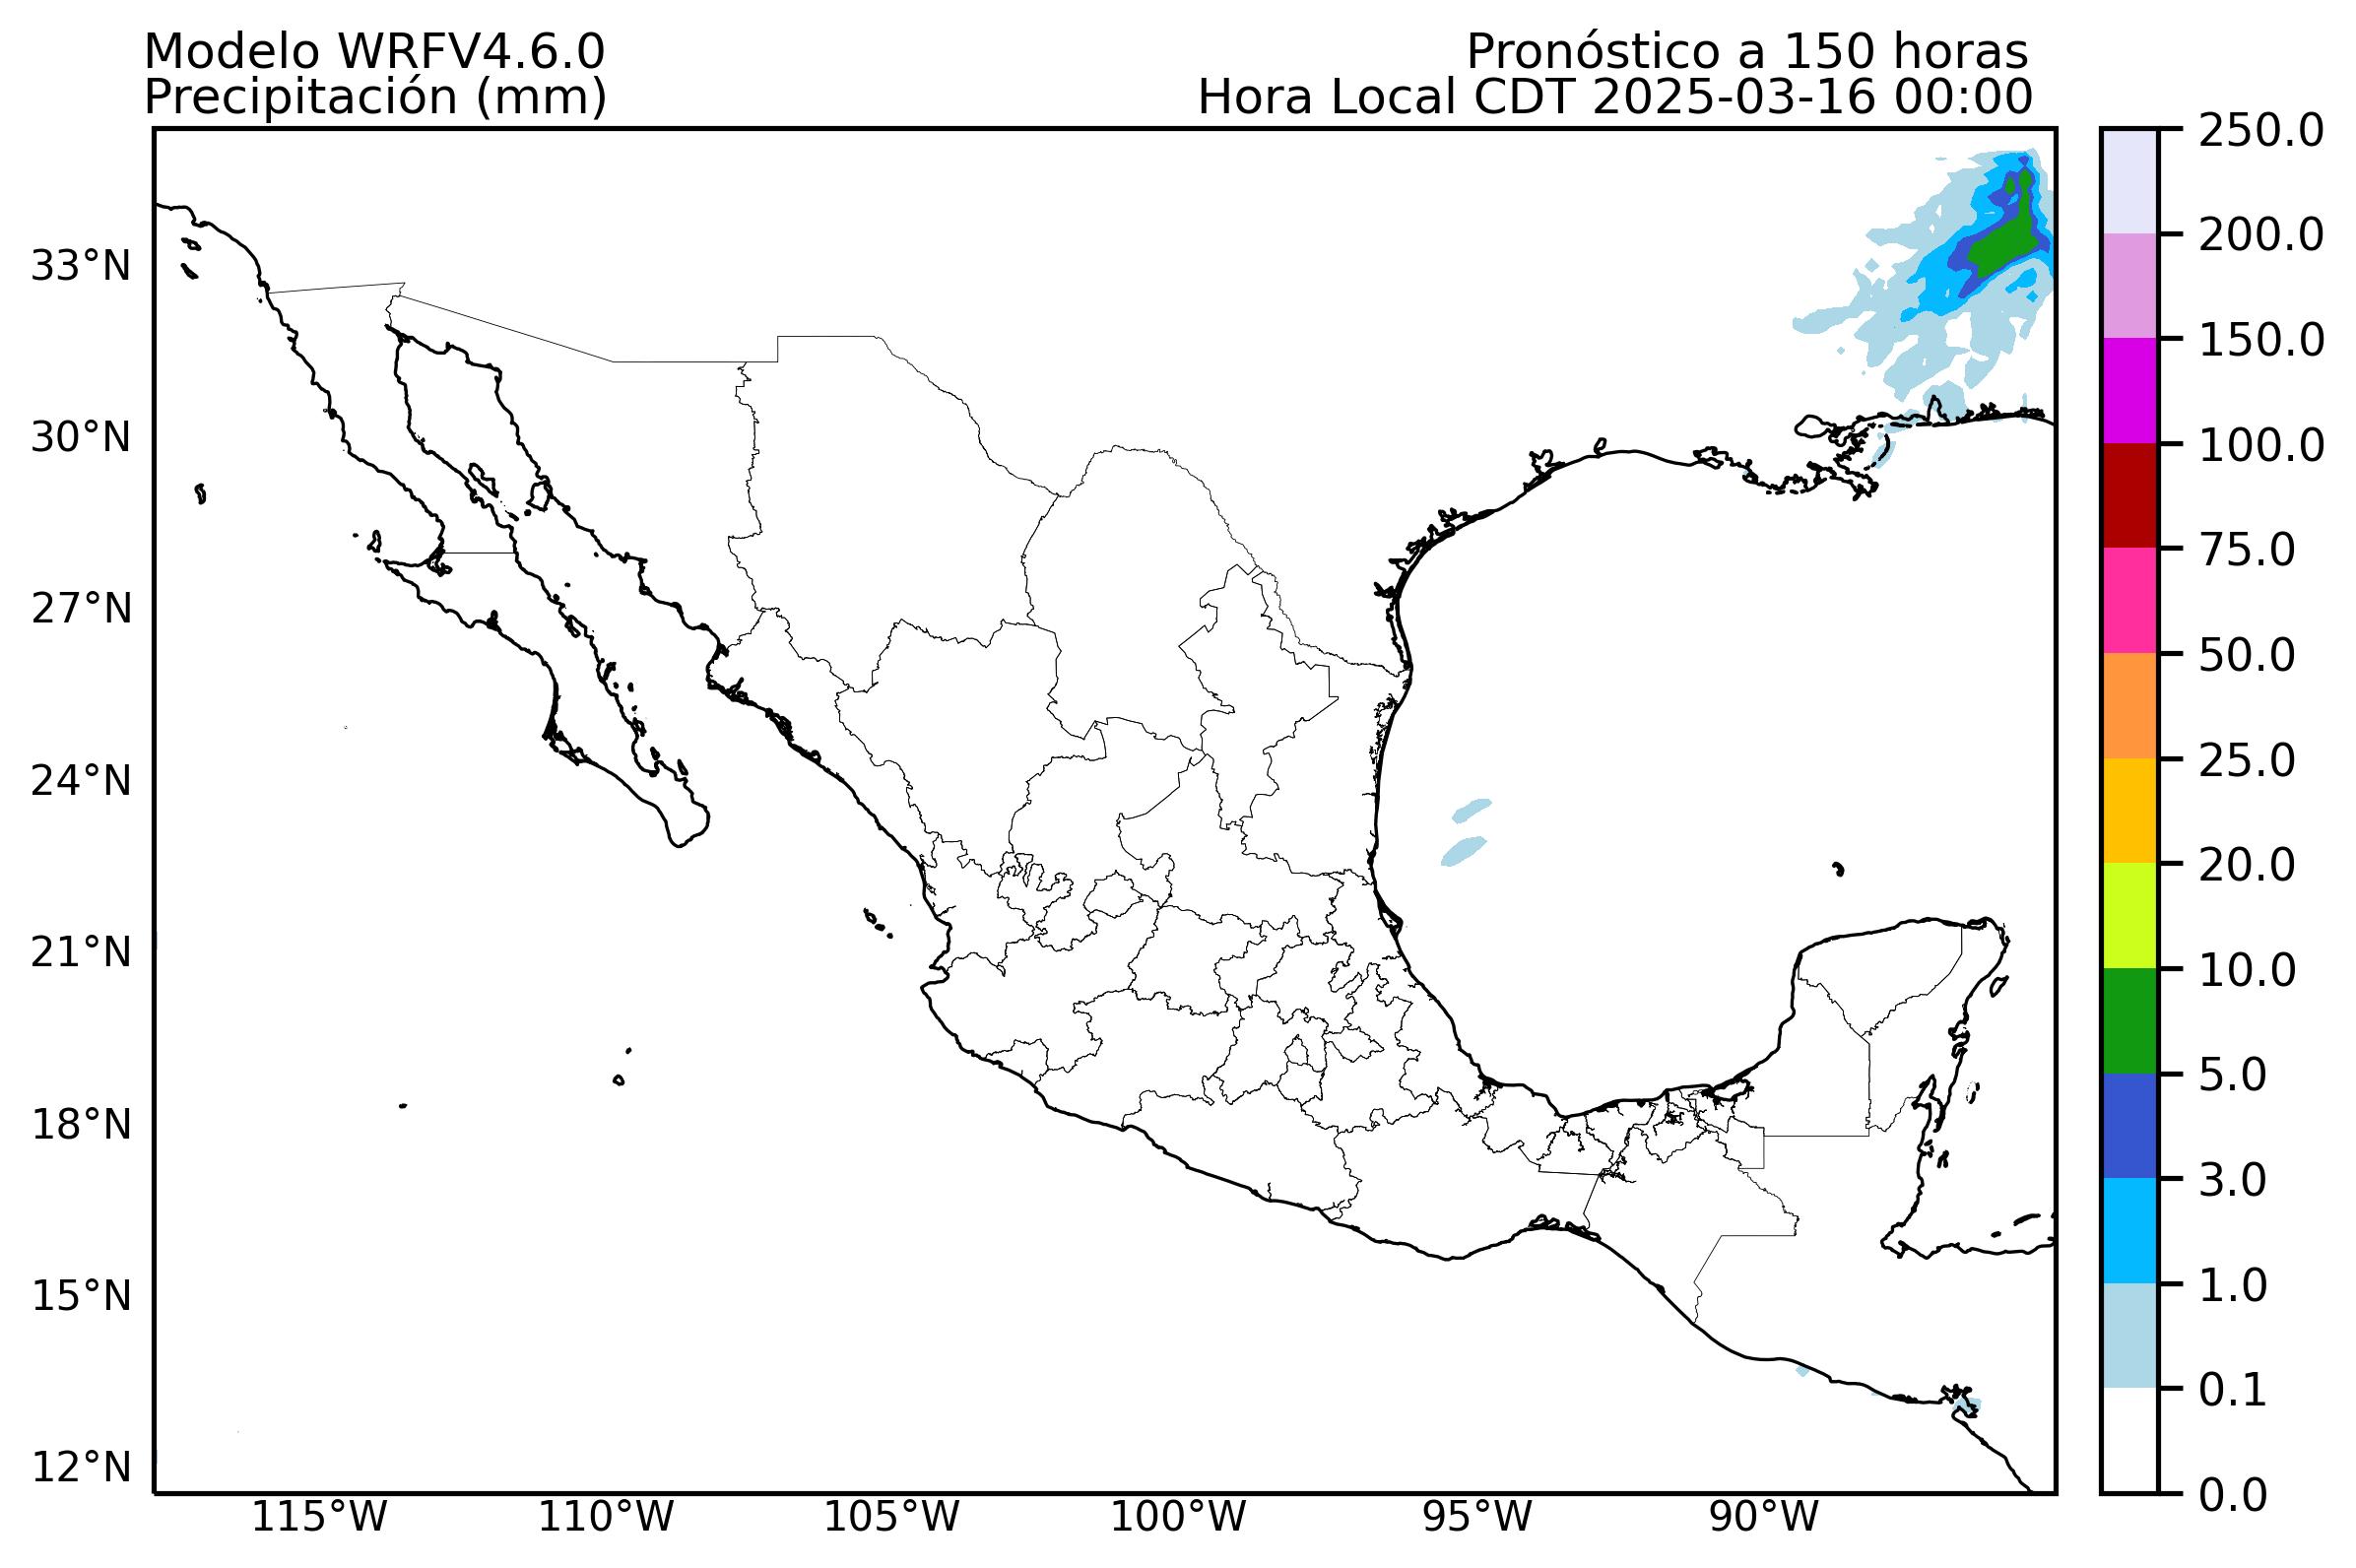 Modelo WRFV4.6.0
Precipitación (mm)
Pronóstico a 150 horas
Hora Local CDT 2025-03-16 00:00
33°N
30°N
27°N
24°N
21°N
18°N
15°N
12°N
115°W
110°W
105°W
100°W
95°W
90°W
250.0
200.0
150.0
100.0
75.0
50.0
25.0
20.0
10.0
5.0
3.0
1.0
0.1
0.0